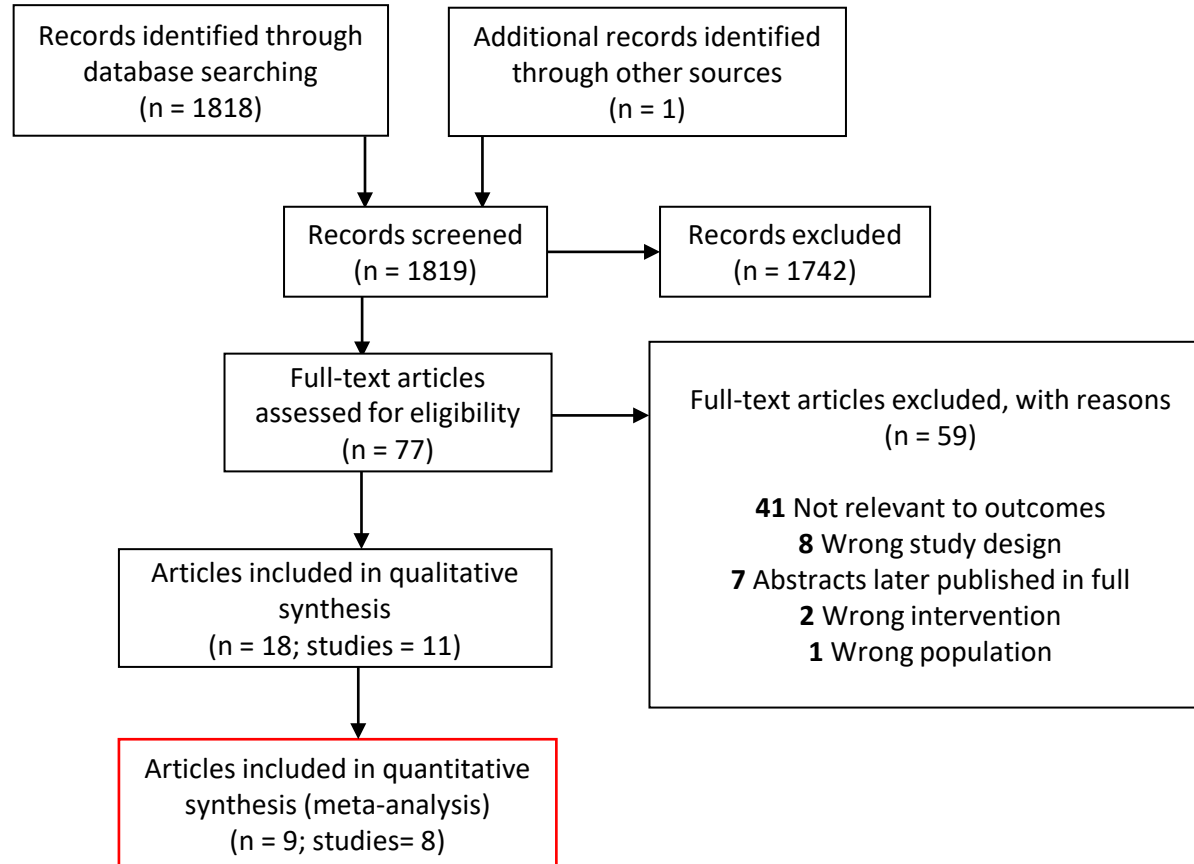 Records identified through
database searching
(n = 1818)
Additional records identified
through other sources
(n = 1)
Records screened
(n = 1819)
Records excluded
(n = 1742)
Full-text articles
assessed for eligibility
(n = 77)
Full-text articles excluded, with reasons
(n = 59)
41 Not relevant to outcomes
8 Wrong study design
7 Abstracts later published in full
2 Wrong intervention
1 Wrong population
Articles included in qualitative
synthesis
(n = 18; studies = 11)
Articles included in quantitative
synthesis (meta-analysis)
(n = 9; studies= 8)